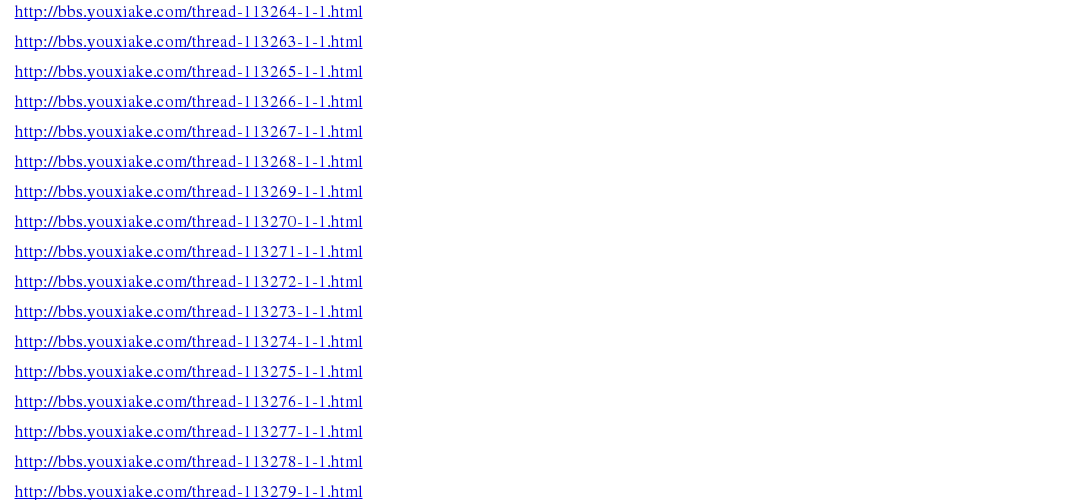 http://bbs.youxiake.com/thread-113264-1-1.html
http://bbs.youxiake.com/thread-113263-1-1.html
http://bbs.youxiake.com/thread-113265-1-1.html
http://bbs.youxiake.com/thread-113266-1-1.html
http://bbs.youxiake.com/thread-113267-1-1.html
http://bbs.youxiake.com/thread-113268-1-1.html
http://bbs.youxiake.com/thread-113269-1-1.html
http://bbs.youxiake.com/thread-113270-1-1.html
http://bbs.youxiake.com/thread-113271-1-1.html
http://bbs.youxiake.com/thread-113272-1-1.html
http://bbs.youxiake.com/thread-113273-1-1.html
http://bbs.youxiake.com/thread-113274-1-1.html
http://bbs.youxiake.com/thread-113275-1-1.html
http://bbs.youxiake.com/thread-113276-1-1.html
http://bbs.youxiake.com/thread-113277-1-1.html
http://bbs.youxiake.com/thread-113278-1-1.html
http://bbs.youxiake.com/thread-113279-1-1.html